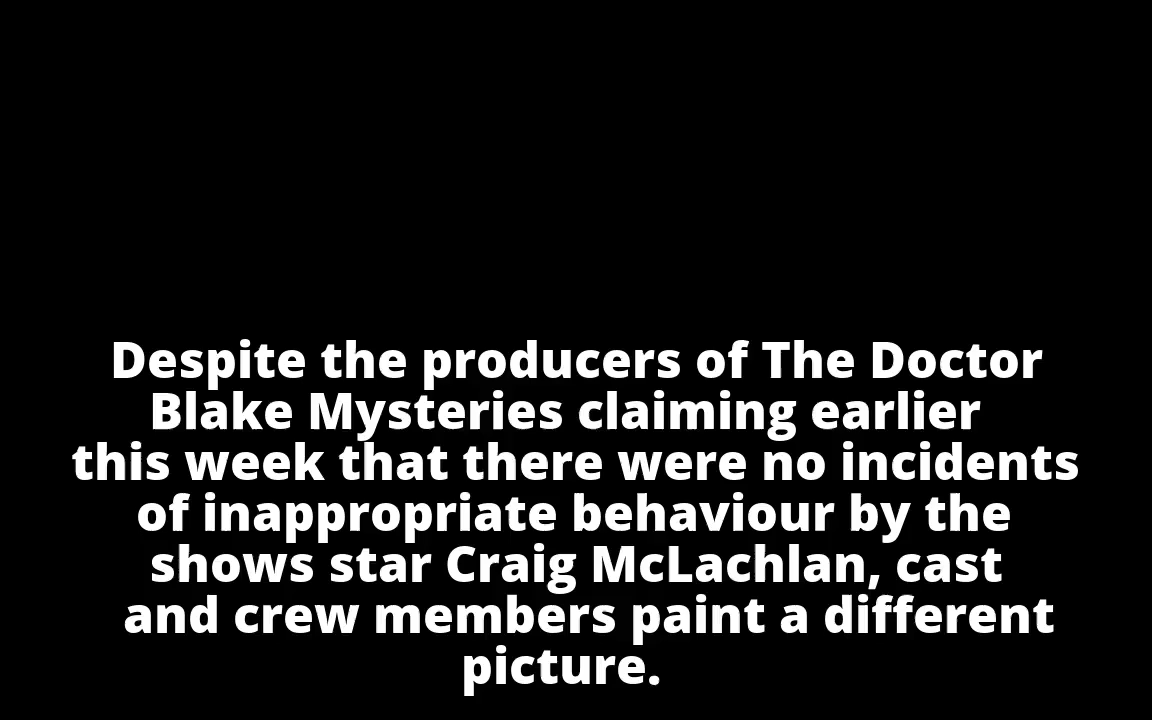 Despite the producers of The Doctor
Blake Mysteries claiming earlier
this week that there were no incidents
of inappropriate behaviour by the
shows star Craig McLachlan, cast
and crew members paint a different
picture.